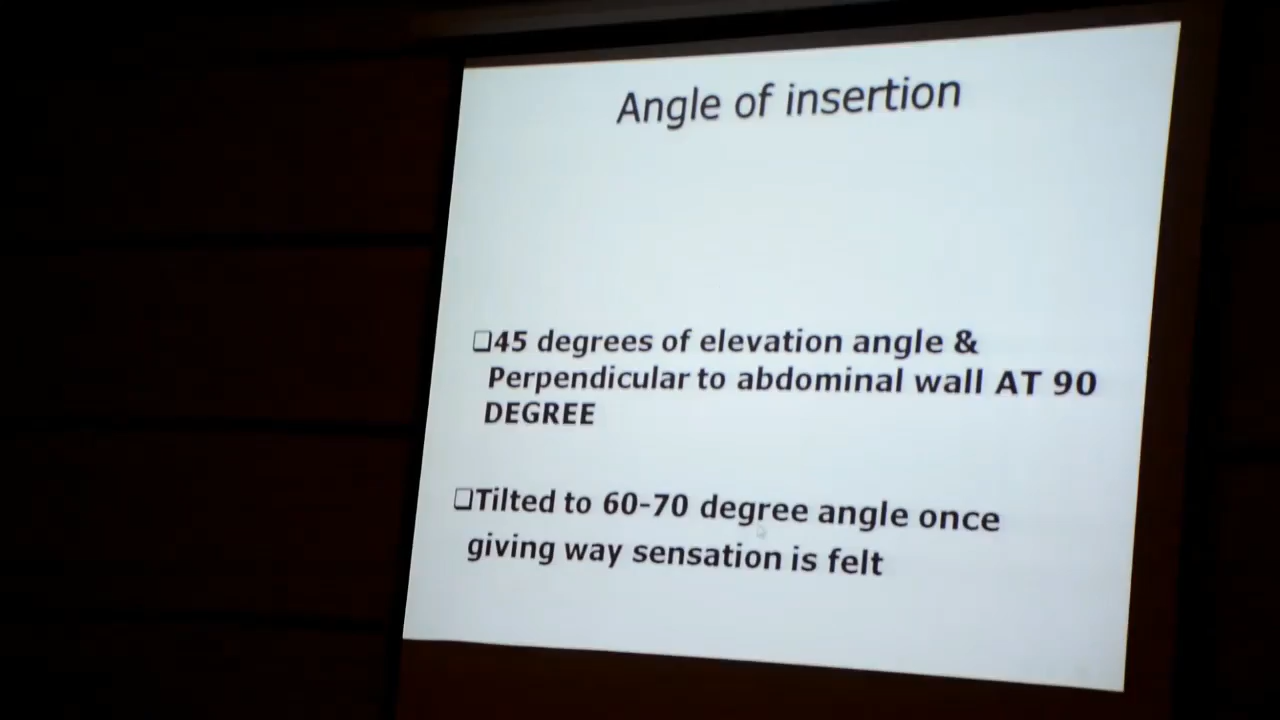 Angle of insertion
❑45 degrees of elevation angle &
Perpendicular to abdominal wall AT 90
DEGREE
❑Tilted to 60-70 degree angle once
giving way sensation is felt